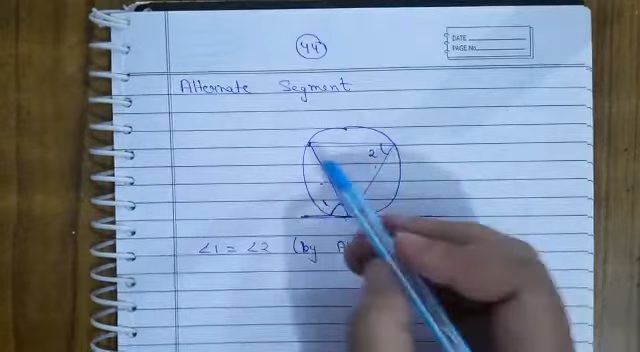 44
DATE
PAGE No.
Alternate Segment
2
1
∠1 = ∠2 (by A